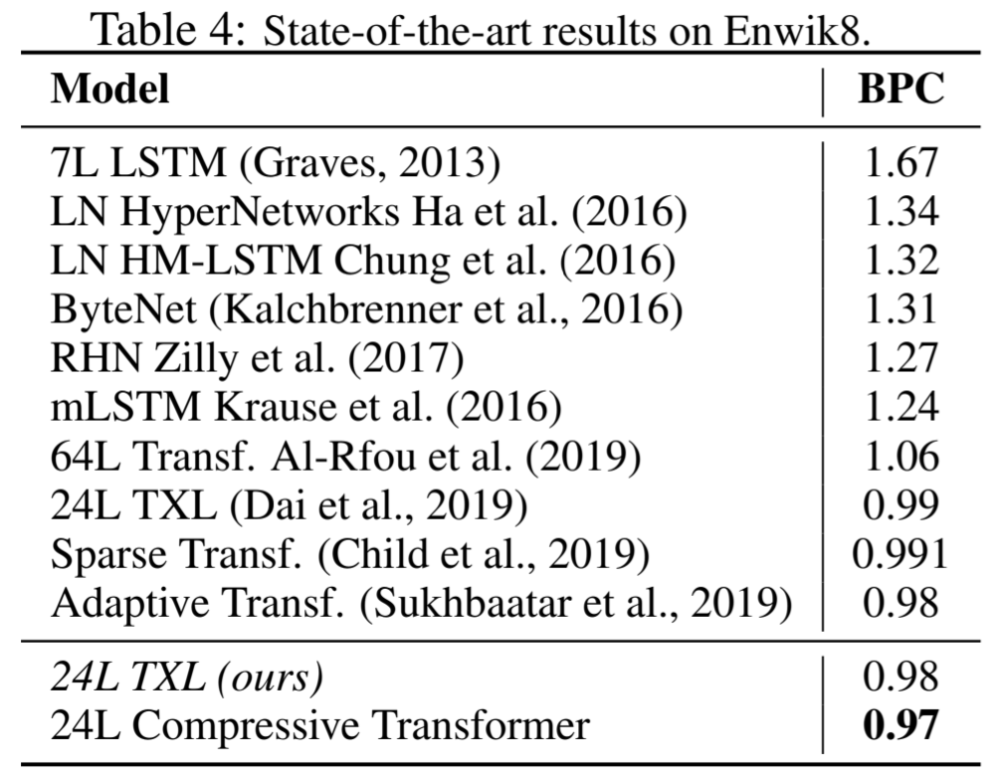 Table 4: State-of-the-art results on Enwik8.
Model BPC
7L LSTM (Graves, 2013) 1.67
LN HyperNetworks Ha et al. (2016) 1.34
LN HM-LSTM Chung et al. (2016) 1.32
ByteNet (Kalchbrenner et al., 2016) 1.31
RHN Zilly et al. (2017) 1.27
mLSTM Krause et al. (2016) 1.24
64L Transf. Al-Rfou et al. (2019) 1.06
24L TXL (Dai et al., 2019) 0.99
Sparse Transf. (Child et al., 2019) 0.991
Adaptive Transf. (Sukhbaatar et al., 2019) 0.98
24L TXL (ours) 0.98
24L Compressive Transformer 0.97